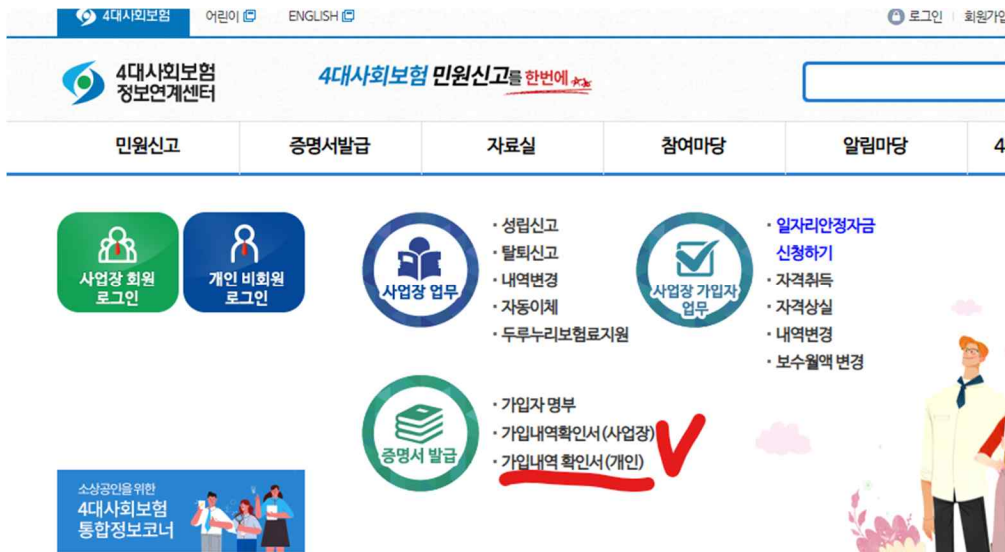 4대사회보험 어린이 ENGLISH 로그인 회원가입
4대사회보험
정보연계센터
4대사회보험 민원신고를 한번에
민원신고 증명서발급 자료실 참여마당 알림마당 4
사업장 회원
로그인
개인 비회원
로그인
사업장 업무
· 성립신고
· 탈퇴신고
· 내역변경
· 자동이체
· 두루누리보험료지원
사업장 가입자
업무
· 일자리안정자금
신청하기
· 자격취득
· 자격상실
· 내역변경
· 보수월액 변경
증명서 발급
· 가입자 명부
· 가입내역확인서(사업장)
· 가입내역 확인서(개인)
소상공인을 위한
4대사회보험
통합정보코너